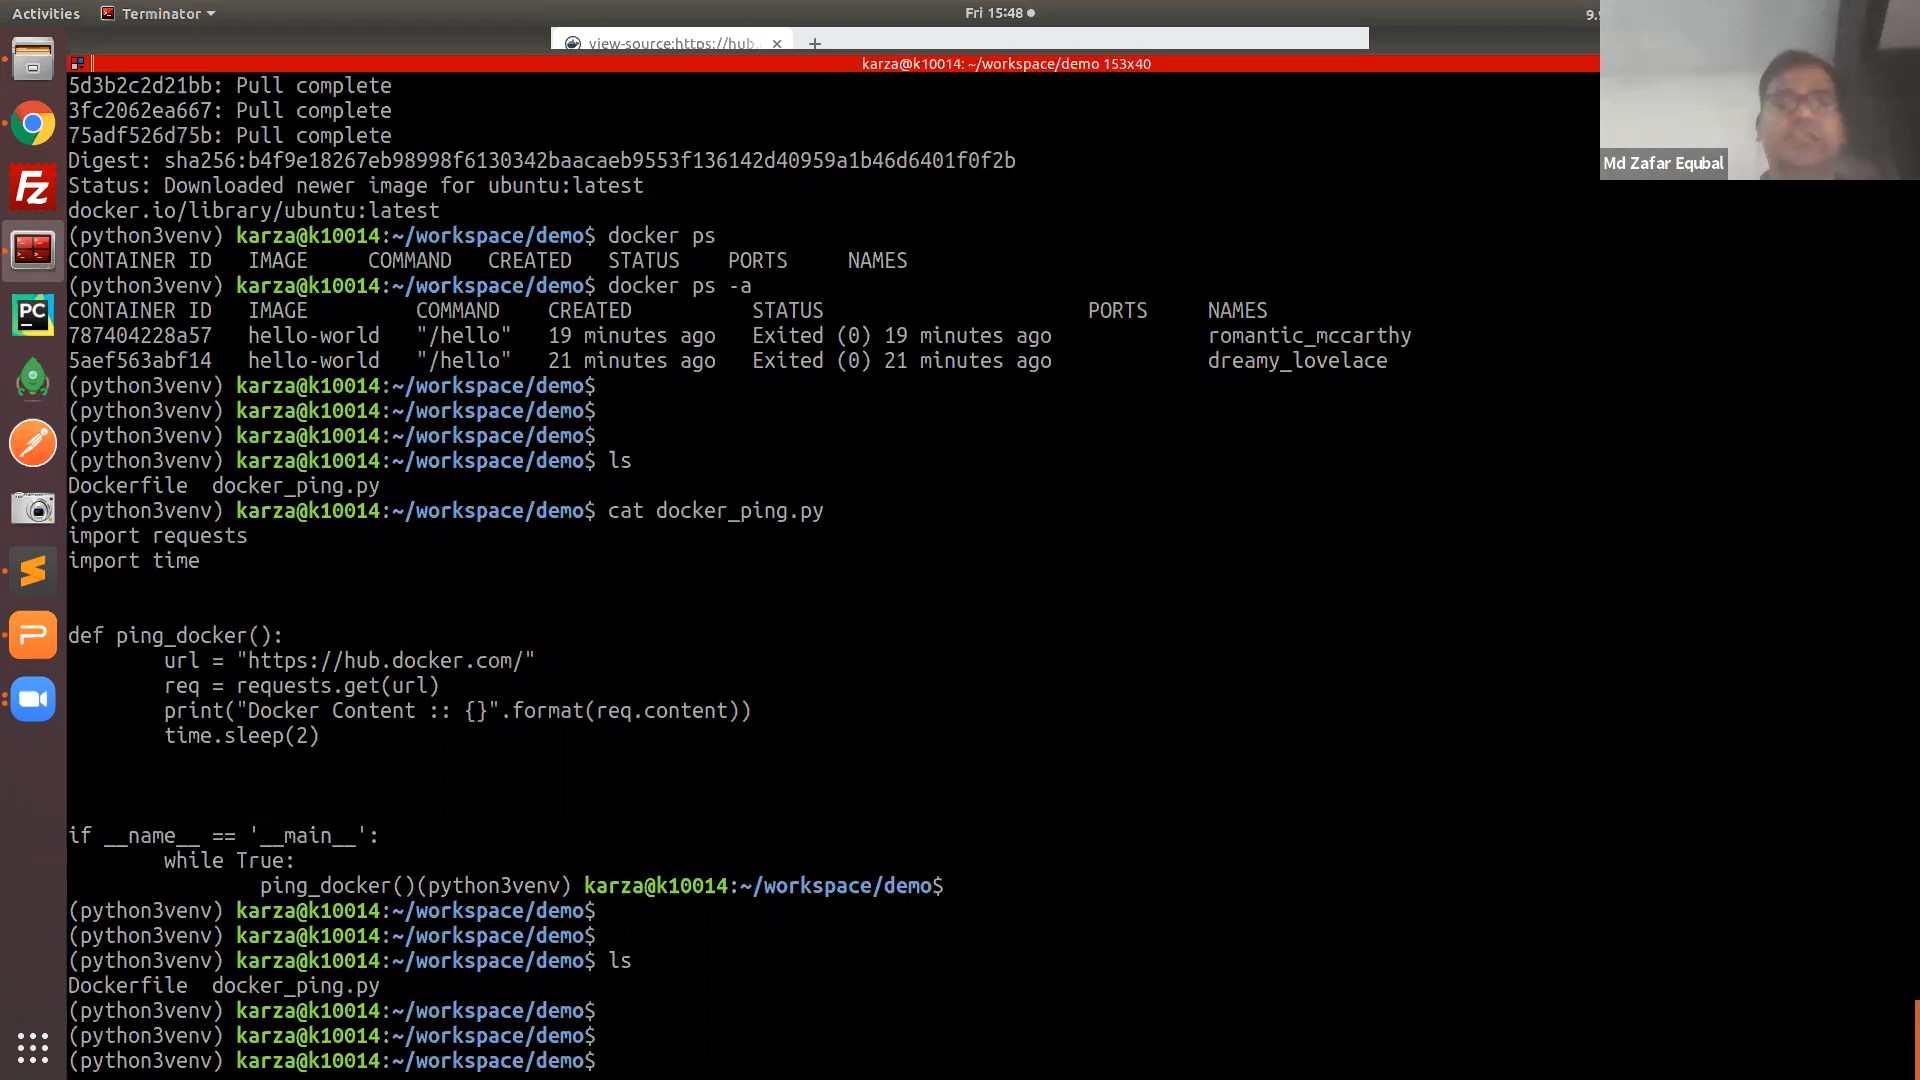 Activities
Terminator
Fri 15:48
view-source:https://hub.
karza@k10014: ~/workspace/demo 153x40
Md Zafar Equbal
5d3b2c2d21bb: Pull complete
3fc2062ea667: Pull complete
75adf526d75b: Pull complete
Digest: sha256:b4f9e18267eb98998f6130342baacaeb9553f136142d40959a1b46d6401f0f2b
Status: Downloaded newer image for ubuntu:latest
docker.io/library/ubuntu:latest
(python3venv) karza@k10014:~/workspace/demo$ docker ps
CONTAINER ID   IMAGE     COMMAND   CREATED   STATUS    PORTS     NAMES
(python3venv) karza@k10014:~/workspace/demo$ docker ps -a
CONTAINER ID   IMAGE         COMMAND    CREATED          STATUS                      PORTS     NAMES
787404228a57   hello-world   "/hello"   19 minutes ago   Exited (0) 19 minutes ago             romantic_mccarthy
5aef563abf14   hello-world   "/hello"   21 minutes ago   Exited (0) 21 minutes ago             dreamy_lovelace
(python3venv) karza@k10014:~/workspace/demo$
(python3venv) karza@k10014:~/workspace/demo$
(python3venv) karza@k10014:~/workspace/demo$
(python3venv) karza@k10014:~/workspace/demo$ ls
Dockerfile  docker_ping.py
(python3venv) karza@k10014:~/workspace/demo$ cat docker_ping.py
import requests
import time
def ping_docker():
        url = "https://hub.docker.com/"
        req = requests.get(url)
        print("Docker Content :: {}".format(req.content))
        time.sleep(2)
if __name__ == '__main__':
        while True:
                ping_docker()(python3venv) karza@k10014:~/workspace/demo$
(python3venv) karza@k10014:~/workspace/demo$
(python3venv) karza@k10014:~/workspace/demo$
(python3venv) karza@k10014:~/workspace/demo$ ls
Dockerfile  docker_ping.py
(python3venv) karza@k10014:~/workspace/demo$
(python3venv) karza@k10014:~/workspace/demo$
(python3venv) karza@k10014:~/workspace/demo$